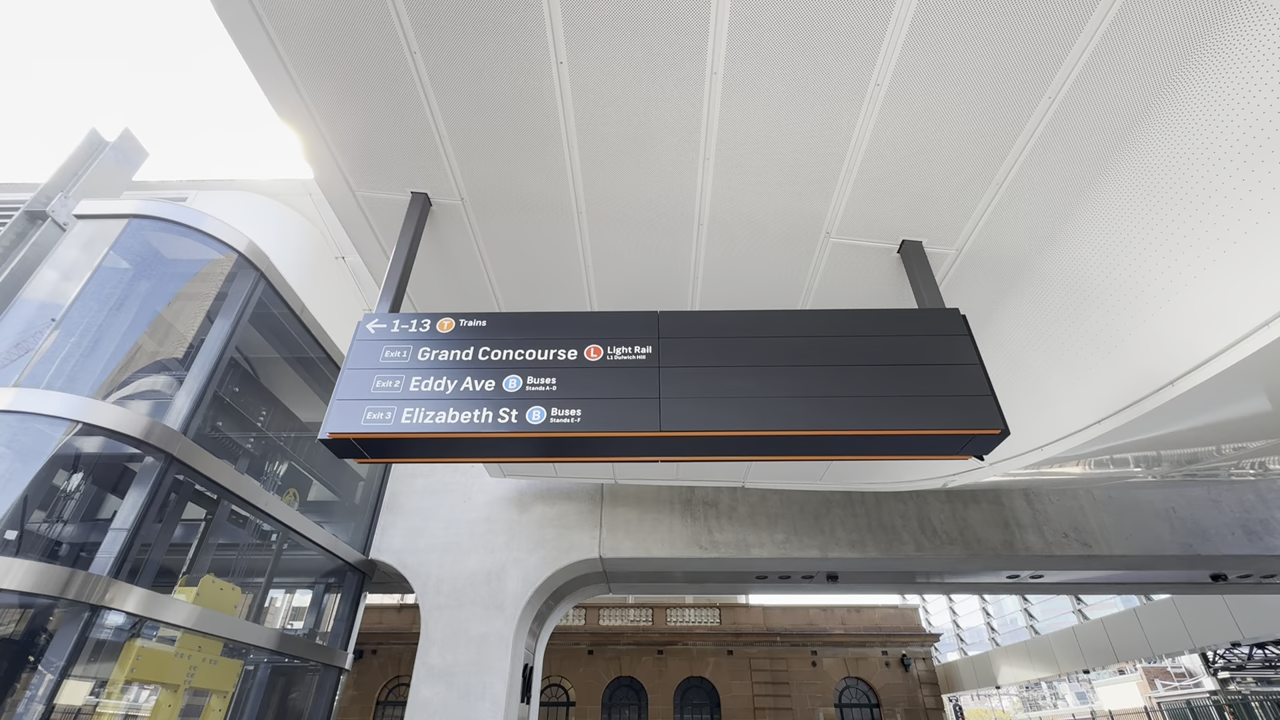 ← 1-13 T Trains
Exit 1 Grand Concourse L Light Rail
L1 Dulwich Hill
Exit 2 Eddy Ave B Buses
Stands A-D
Exit 3 Elizabeth St B Buses
Stands E-F